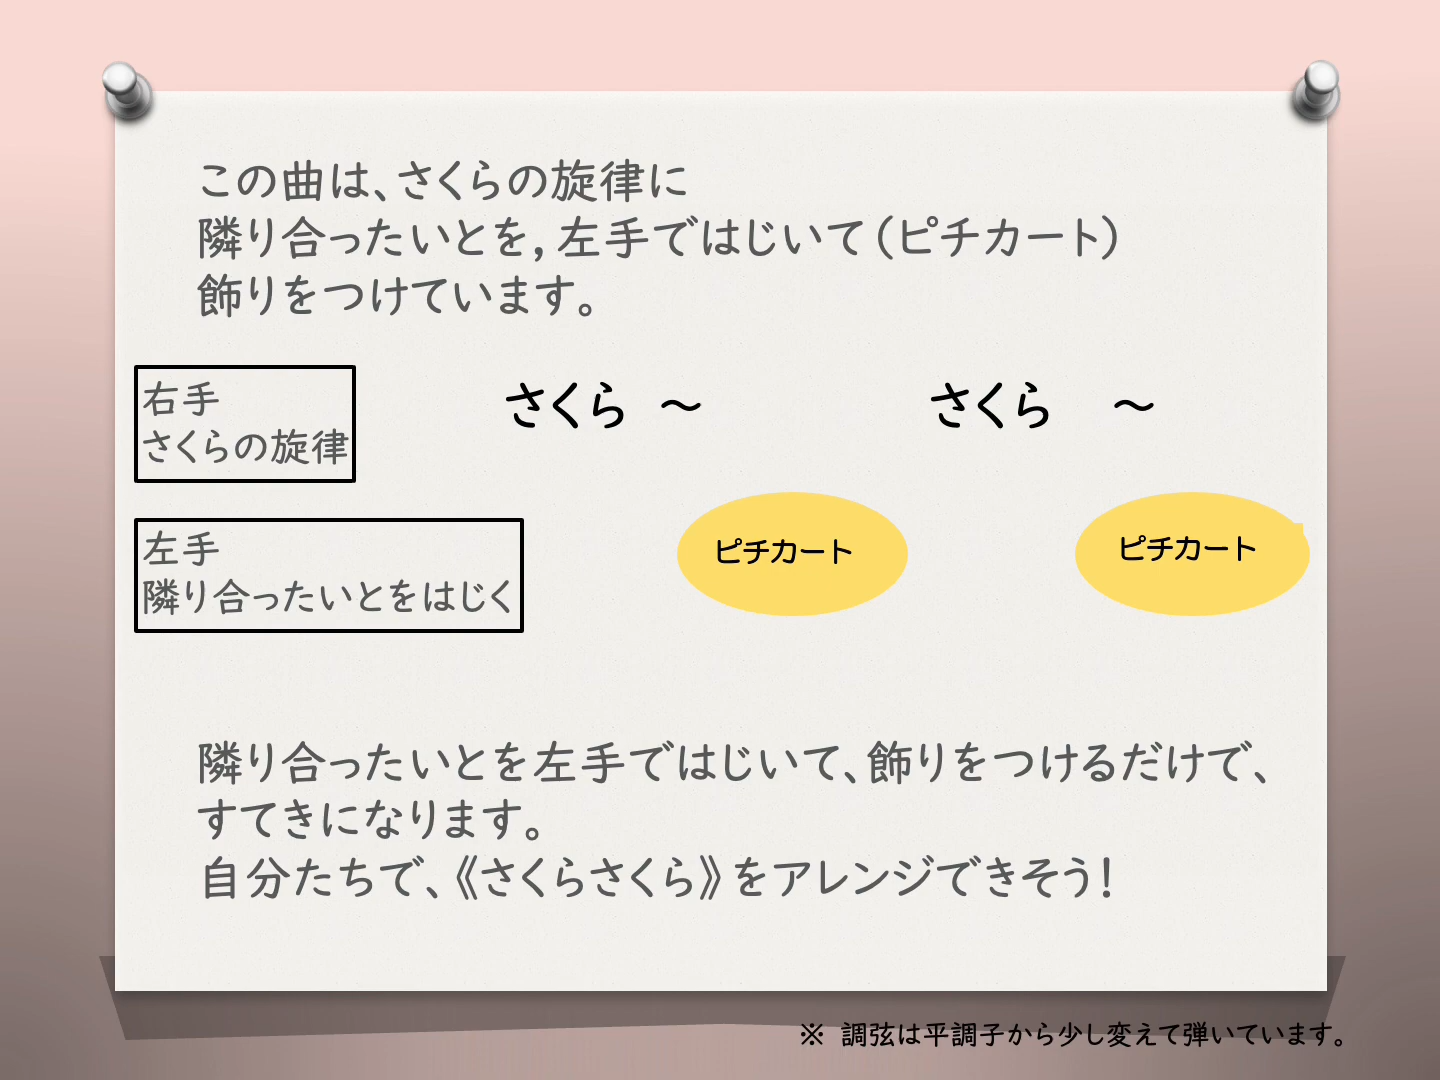 この曲は、さくらの旋律に
隣り合ったいとを，左手ではじいて（ピチカート）
飾りをつけています。
右手
さくらの旋律
さくら ～ さくら ～
左手
隣り合ったいとをはじく
ピチカート ピチカート
隣り合ったいとを左手ではじいて、飾りをつけるだけで、
すてきになります。
自分たちで、《さくらさくら》をアレンジできそう！
※ 調弦は平調子から少し変えて弾いています。